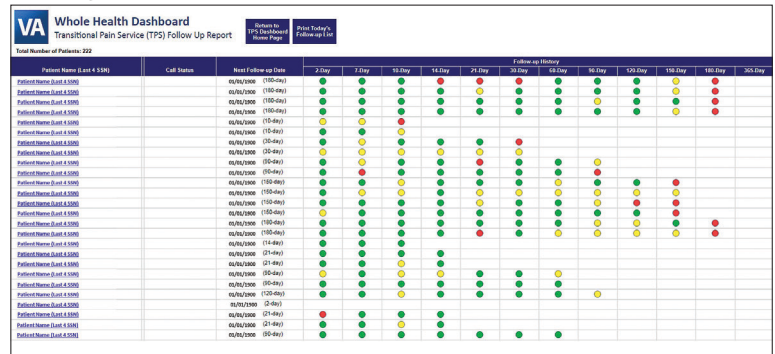 VA
Whole Health Dashboard
Transitional Pain Service (TPS) Follow Up Report
Return to
TPS Dashboard
Home Page
Print Today's
Follow-up List
Total Number of Patients: 222
Follow-up History
Patient Name (Last 4 SSN) Call Status Next Follow-up Date 2-Day 7-Day 10-Day 14-Day 21-Day 30-Day 60-Day 90-Day 120-Day 150-Day 180-Day 365-Day
Patient Name (Last 4 SSN) 01/01/1900 (180-day)
Patient Name (Last 4 SSN) 01/01/1900 (180-day)
Patient Name (Last 4 SSN) 01/01/1900 (180-day)
Patient Name (Last 4 SSN) 01/01/1900 (180-day)
Patient Name (Last 4 SSN) 01/01/1900 (10-day)
Patient Name (Last 4 SSN) 01/01/1900 (10-day)
Patient Name (Last 4 SSN) 01/01/1900 (30-day)
Patient Name (Last 4 SSN) 01/01/1900 (30-day)
Patient Name (Last 4 SSN) 01/01/1900 (90-day)
Patient Name (Last 4 SSN) 01/01/1900 (90-day)
Patient Name (Last 4 SSN) 01/01/1900
Patient Name (Last 4 SSN) 01/01/1900 (150-day)
Patient Name (Last 4 SSN) 01/01/1900 (150-day)
Patient Name (Last 4 SSN) 01/01/1900 (150-day)
Patient Name (Last 4 SSN) 01/01/1900 (180-day)
Patient Name (Last 4 SSN) 01/01/1900 (180-day)
Patient Name (Last 4 SSN) 01/01/1900 (14-day)
Patient Name (Last 4 SSN) 01/01/1900 (21-day)
Patient Name (Last 4 SSN) 01/01/1900 (21-day)
Patient Name (Last 4 SSN) 01/01/1900 (90-day)
Patient Name (Last 4 SSN) 01/01/1900 (90-day)
Patient Name (Last 4 SSN) 01/01/1900 (120-day)
Patient Name (Last 4 SSN) 01/01/1900 (2-day)
Patient Name (Last 4 SSN) 01/01/1900 (21-day)
Patient Name (Last 4 SSN) 01/01/1900 (21-day)
Patient Name (Last 4 SSN) 01/01/1900 (90-day)